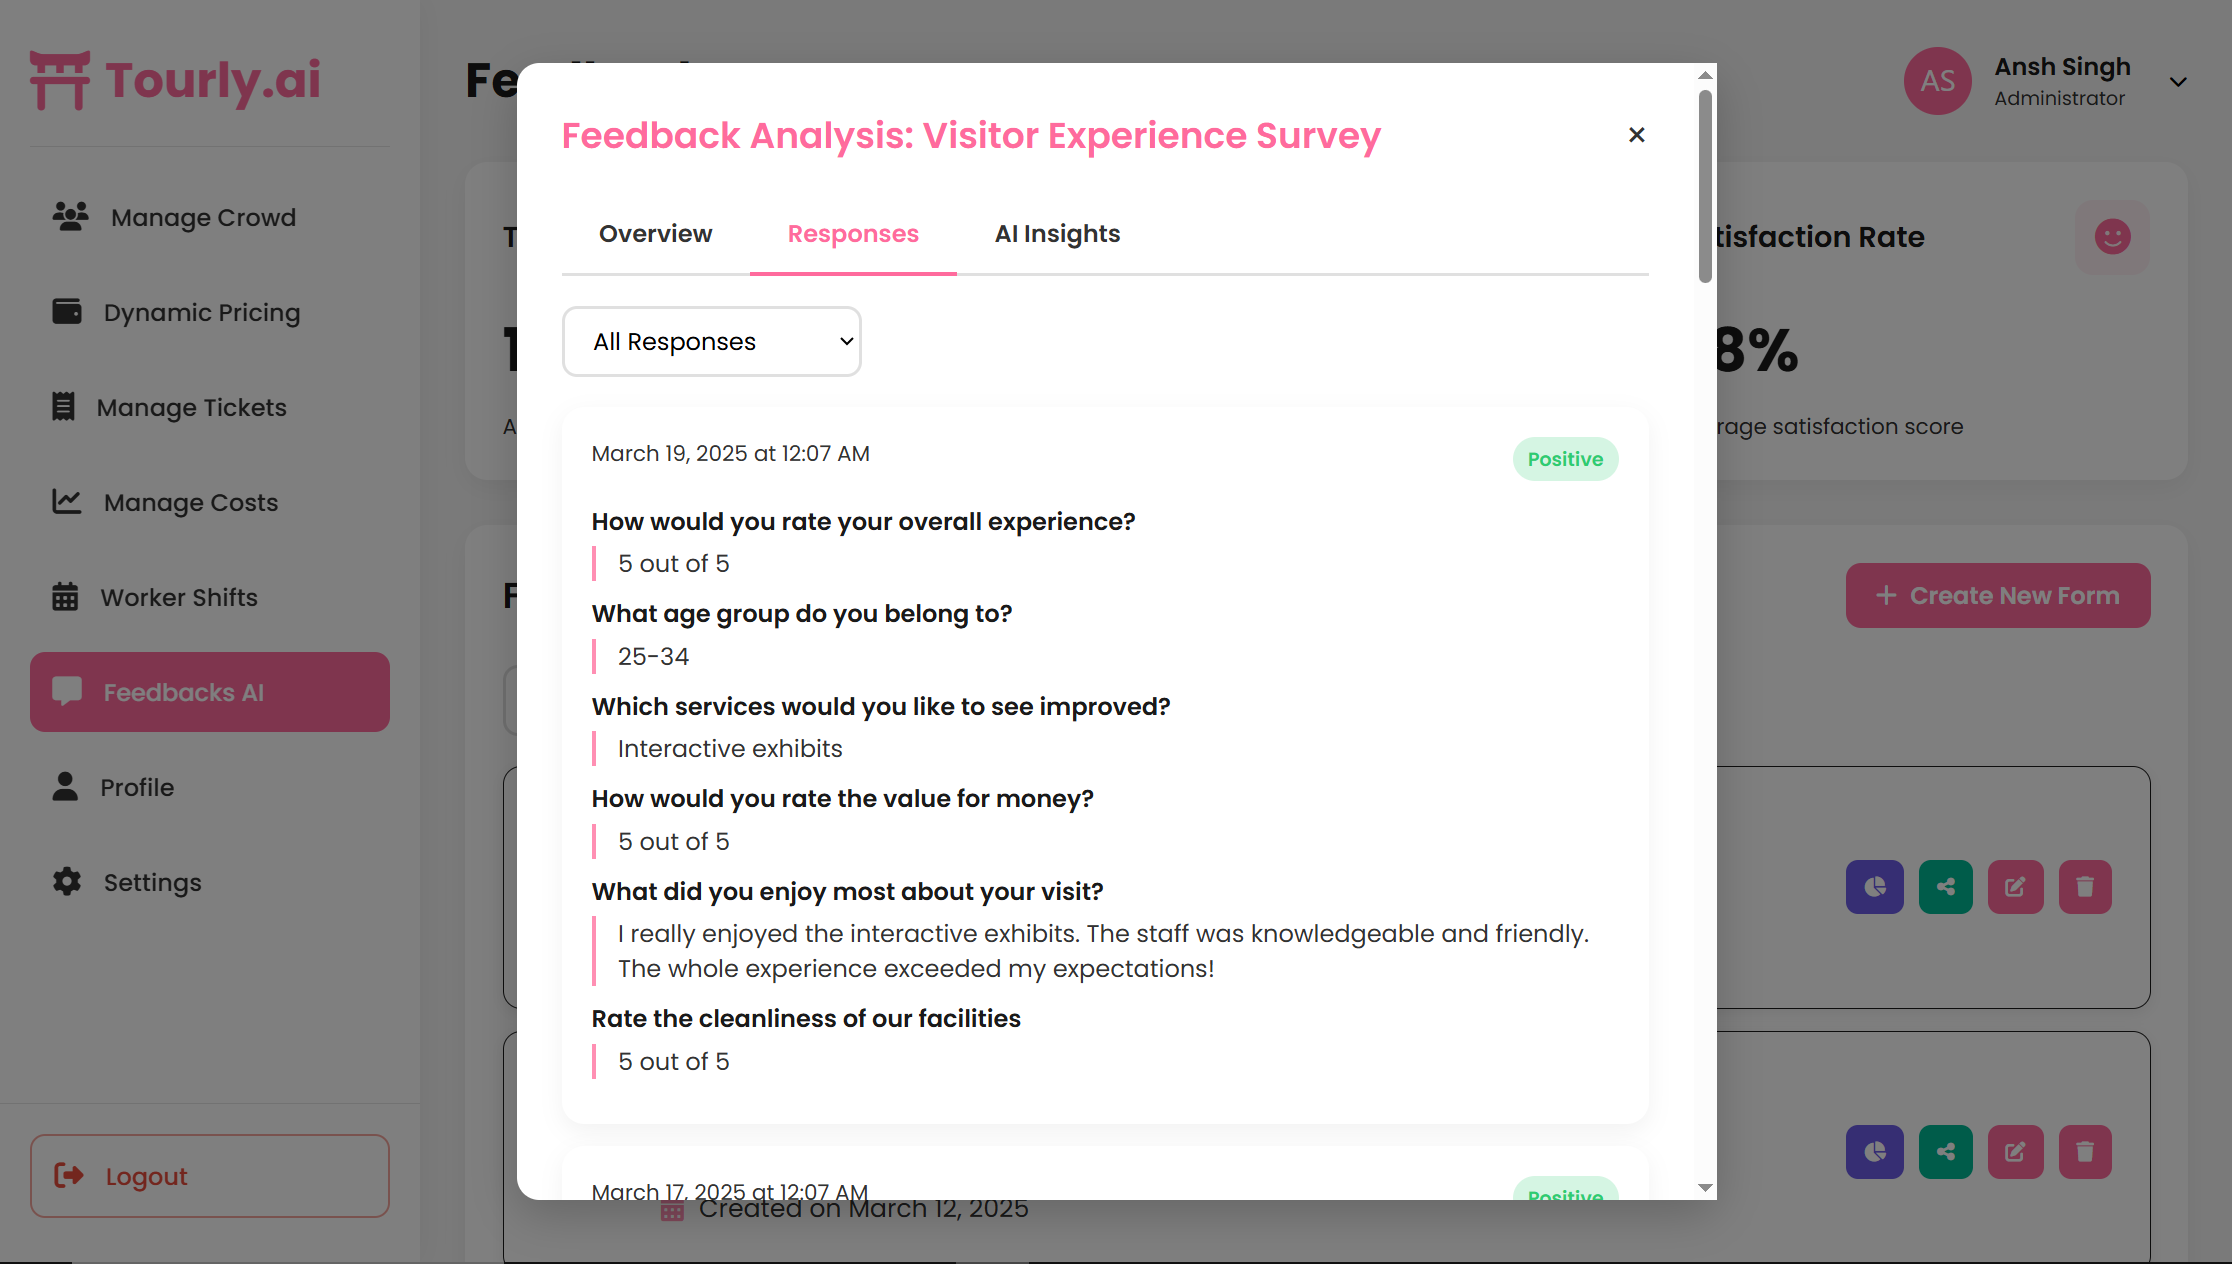 Tourly.ai
Manage Crowd
Dynamic Pricing
Manage Tickets
Manage Costs
Worker Shifts
Feedbacks AI
Profile
Settings
Logout
AS
Ansh Singh
Administrator
Feedback Analysis: Visitor Experience Survey
×
Overview
Responses
AI Insights
All Responses
March 19, 2025 at 12:07 AM
Positive
How would you rate your overall experience?
5 out of 5
What age group do you belong to?
25-34
Which services would you like to see improved?
Interactive exhibits
How would you rate the value for money?
5 out of 5
What did you enjoy most about your visit?
I really enjoyed the interactive exhibits. The staff was knowledgeable and friendly.
The whole experience exceeded my expectations!
Rate the cleanliness of our facilities
5 out of 5
March 17, 2025 at 12:07 AM
Positive
Created on March 12, 2025
tisfaction Rate
8%
rage satisfaction score
+ Create New Form